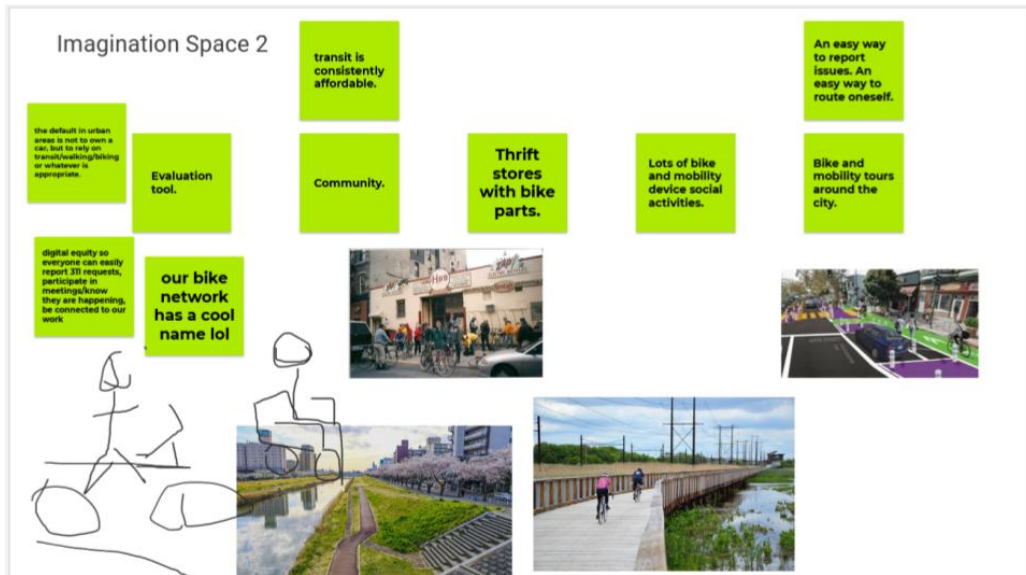 Imagination Space 2
transit is
consistently
affordable.
An easy way
to report
issues. An
easy way to
route oneself.
the default in urban
areas is not to own a
car, but to rely on
transit/walking/biking
or whatever is
appropriate.
Evaluation
tool.
Community.
Thrift
stores
with bike
parts.
Lots of bike
and mobility
device social
activities.
Bike and
mobility tours
around the
city.
digital equity so
everyone can easily
report 311 requests,
participate in
meetings/know
they are happening,
be connected to our
work
our bike
network
has a cool
name lol